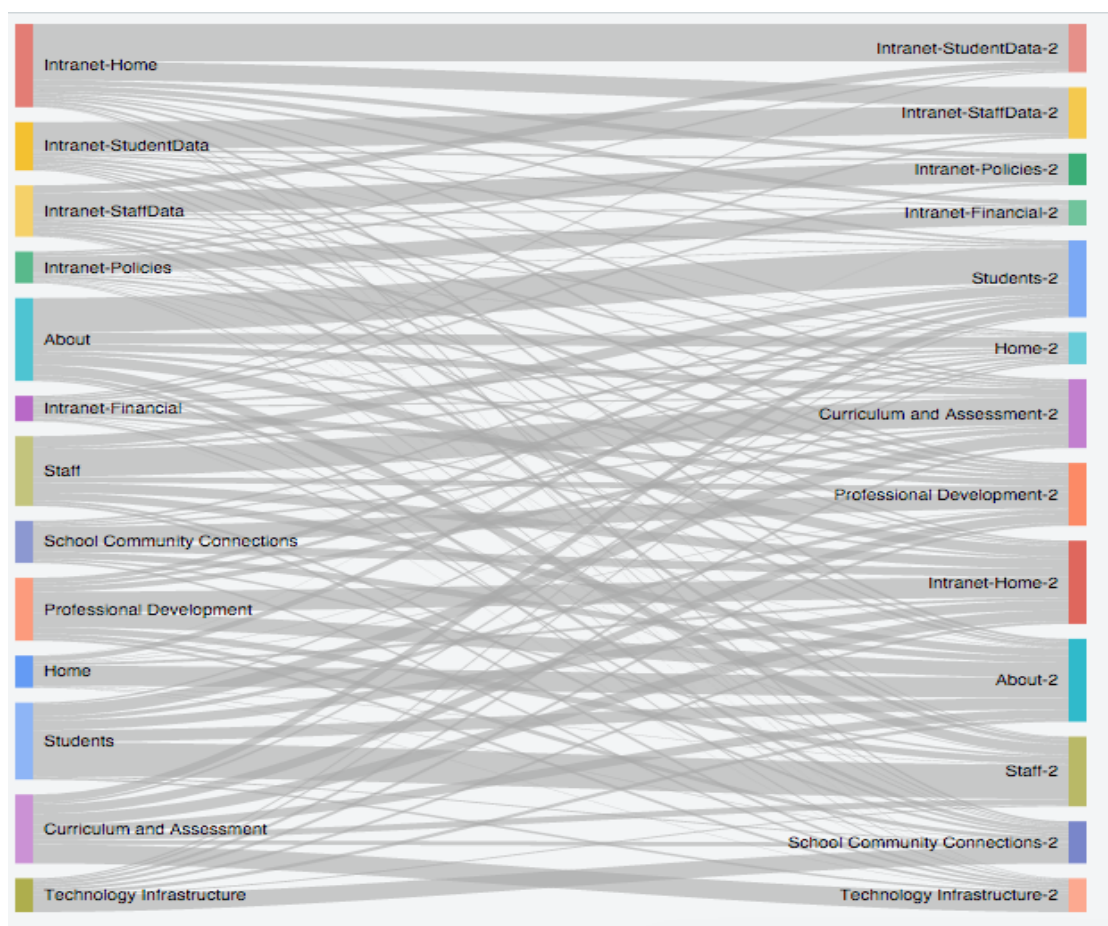 Intranet-Home
Intranet-StudentData
Intranet-StaffData
Intranet-Policies
About
Intranet-Financial
Staff
School Community Connections
Professional Development
Home
Students
Curriculum and Assessment
Technology Infrastructure
Intranet-StudentData-2
Intranet-StaffData-2
Intranet-Policies-2
Intranet-Financial-2
Students-2
Home-2
Curriculum and Assessment-2
Professional Development-2
Intranet-Home-2
About-2
Staff-2
School Community Connections-2
Technology Infrastructure-2